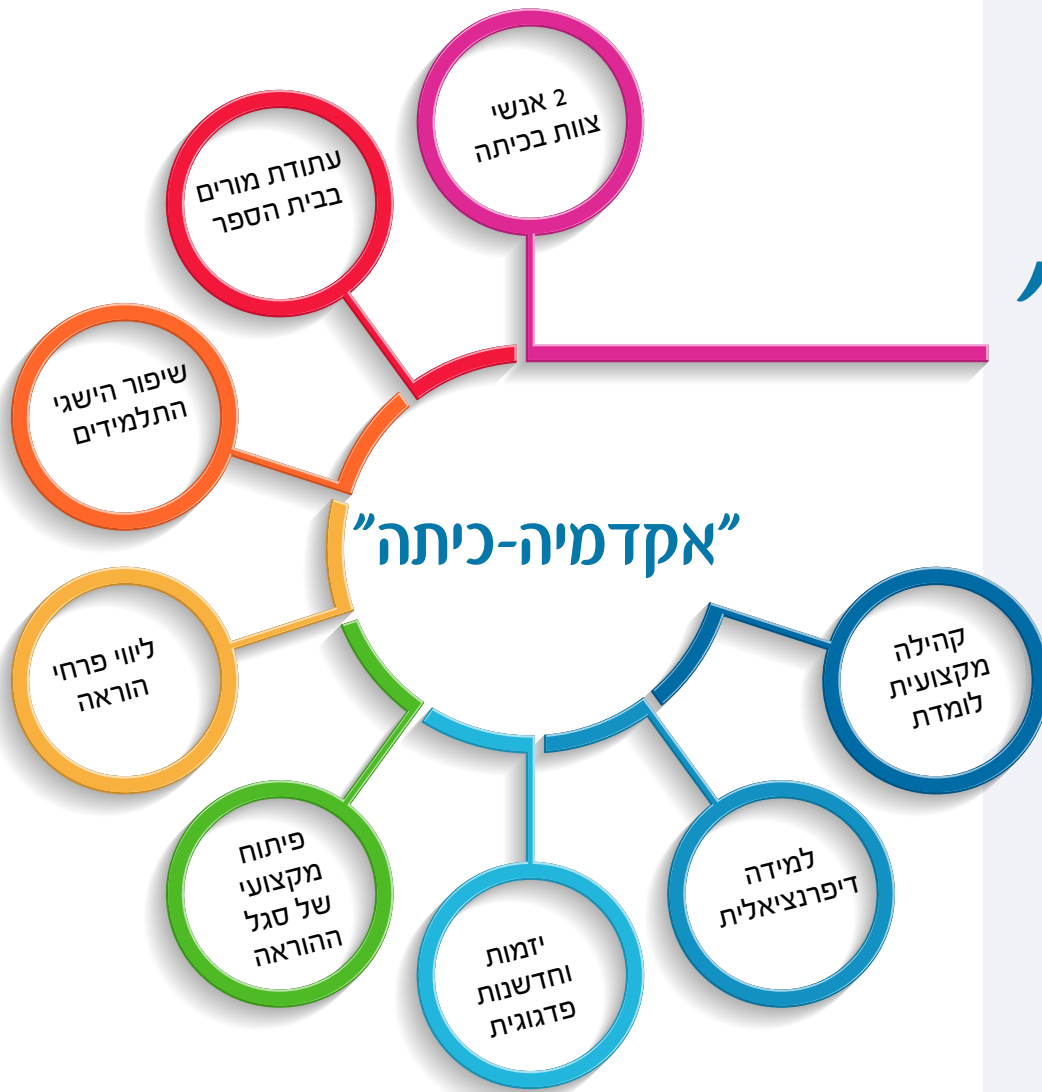 2 אנשי
צוות בכיתה
עתודת מורים
בבית הספר
שיפור הישגי
התלמידים
ליווי פרחי
הוראה
פיתוח
מקצועי
של סגל
ההוראה
יזמות
וחדשנות
פדגוגית
למידה
דיפרנציאלית
קהילה
מקצועית
לומדת
"אקדמיה-כיתה"